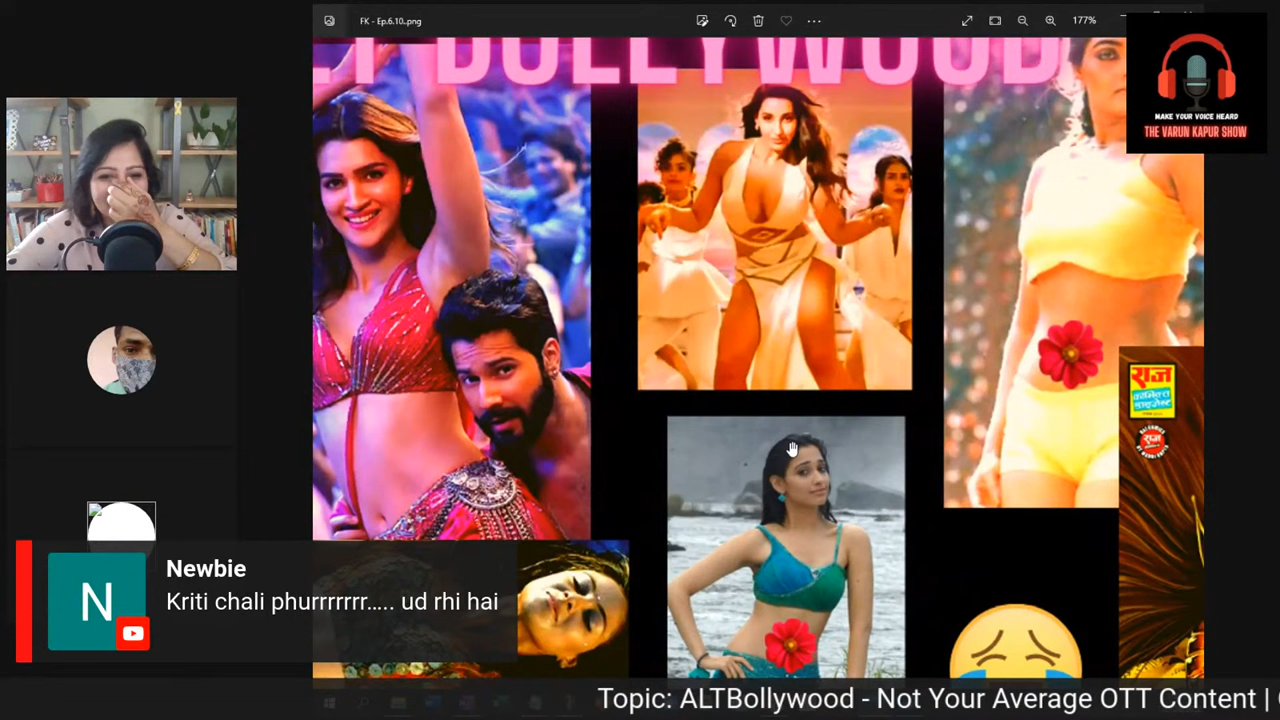 FK - Ep.6.10..png
177%
LT BOLLYWOOD
MAKE YOUR VOICE HEARD
THE VARUN KAPUR SHOW
राज
कॉमिक्स
राज
N
Newbie
Kriti chali phurrrrrrr….. ud rhi hai
Topic: ALTBollywood - Not Your Average OTT Content |